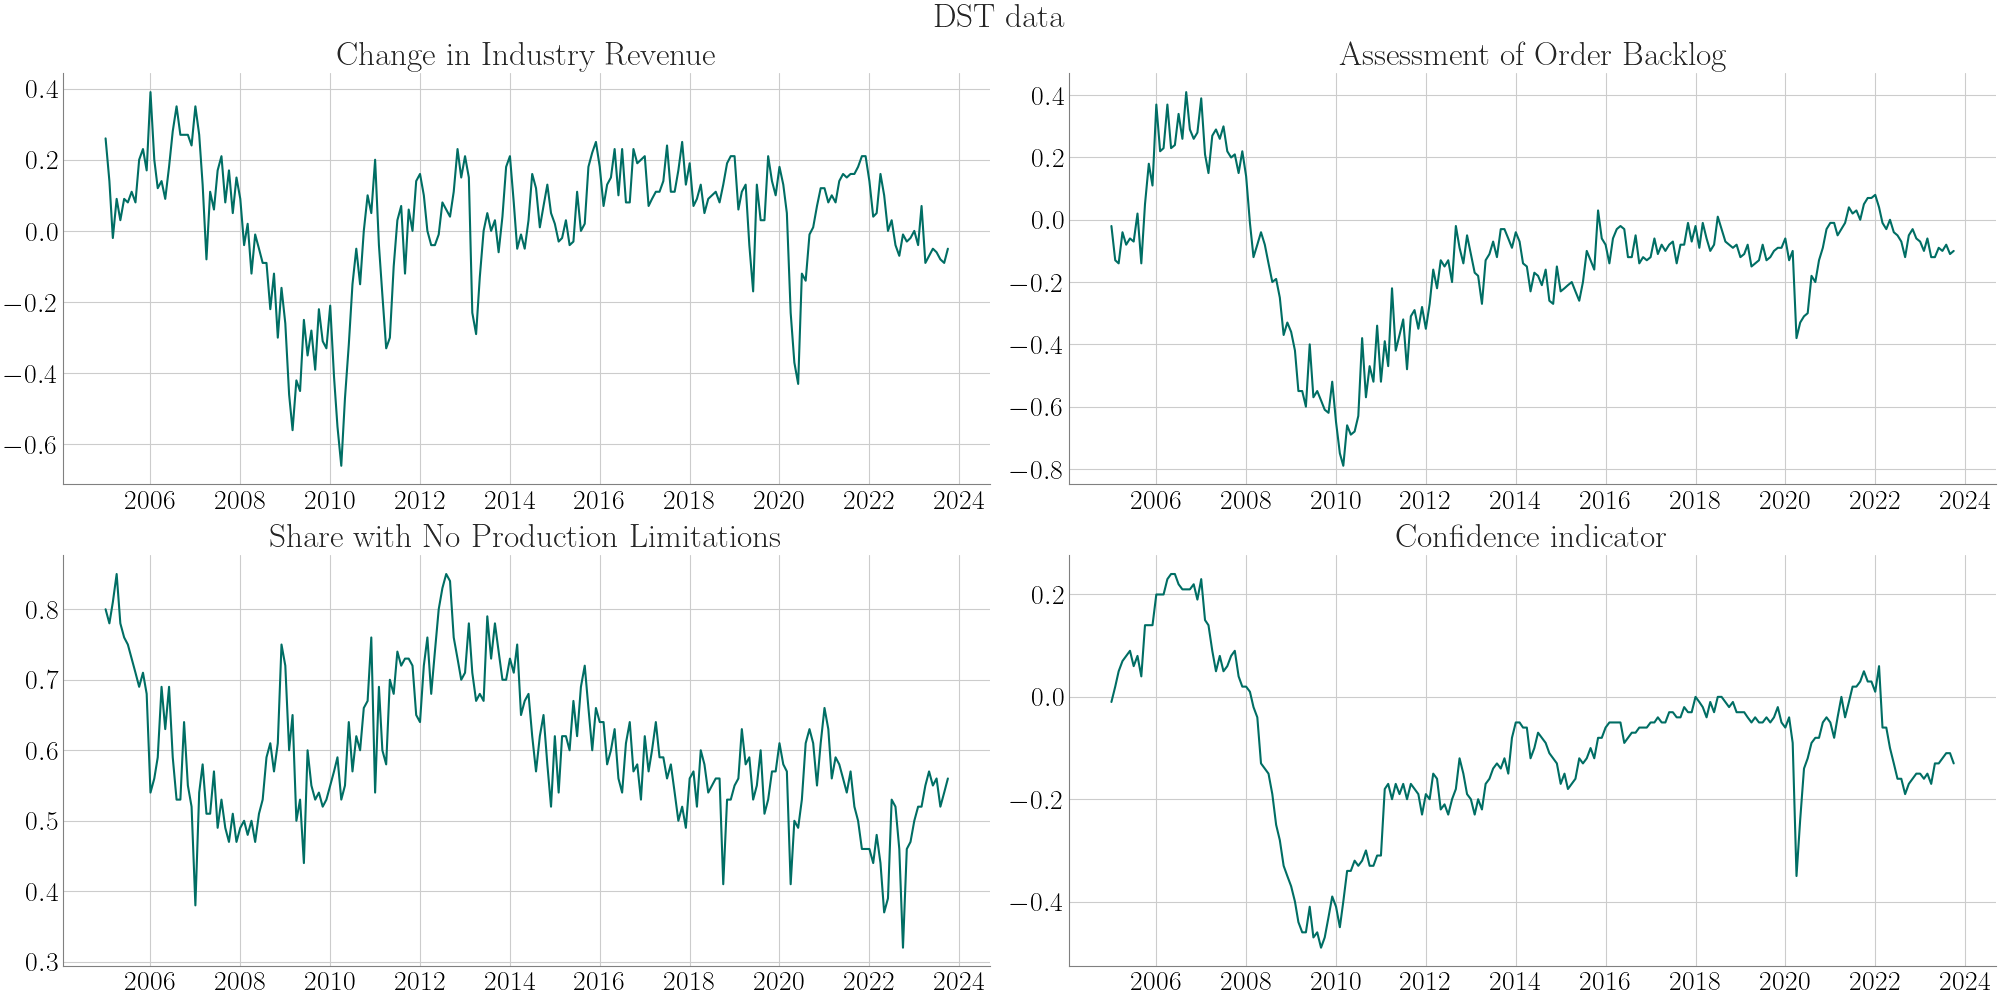 DST data
Change in Industry Revenue
0.4
0.2
0.0
−0.2
−0.4
−0.6
2006 2008 2010 2012 2014 2016 2018 2020 2022 2024
Assessment of Order Backlog
0.4
0.2
0.0
−0.2
−0.4
−0.6
−0.8
2006 2008 2010 2012 2014 2016 2018 2020 2022 2024
Share with No Production Limitations
0.8
0.7
0.6
0.5
0.4
0.3
2006 2008 2010 2012 2014 2016 2018 2020 2022 2024
Confidence indicator
0.2
0.0
−0.2
−0.4
2006 2008 2010 2012 2014 2016 2018 2020 2022 2024